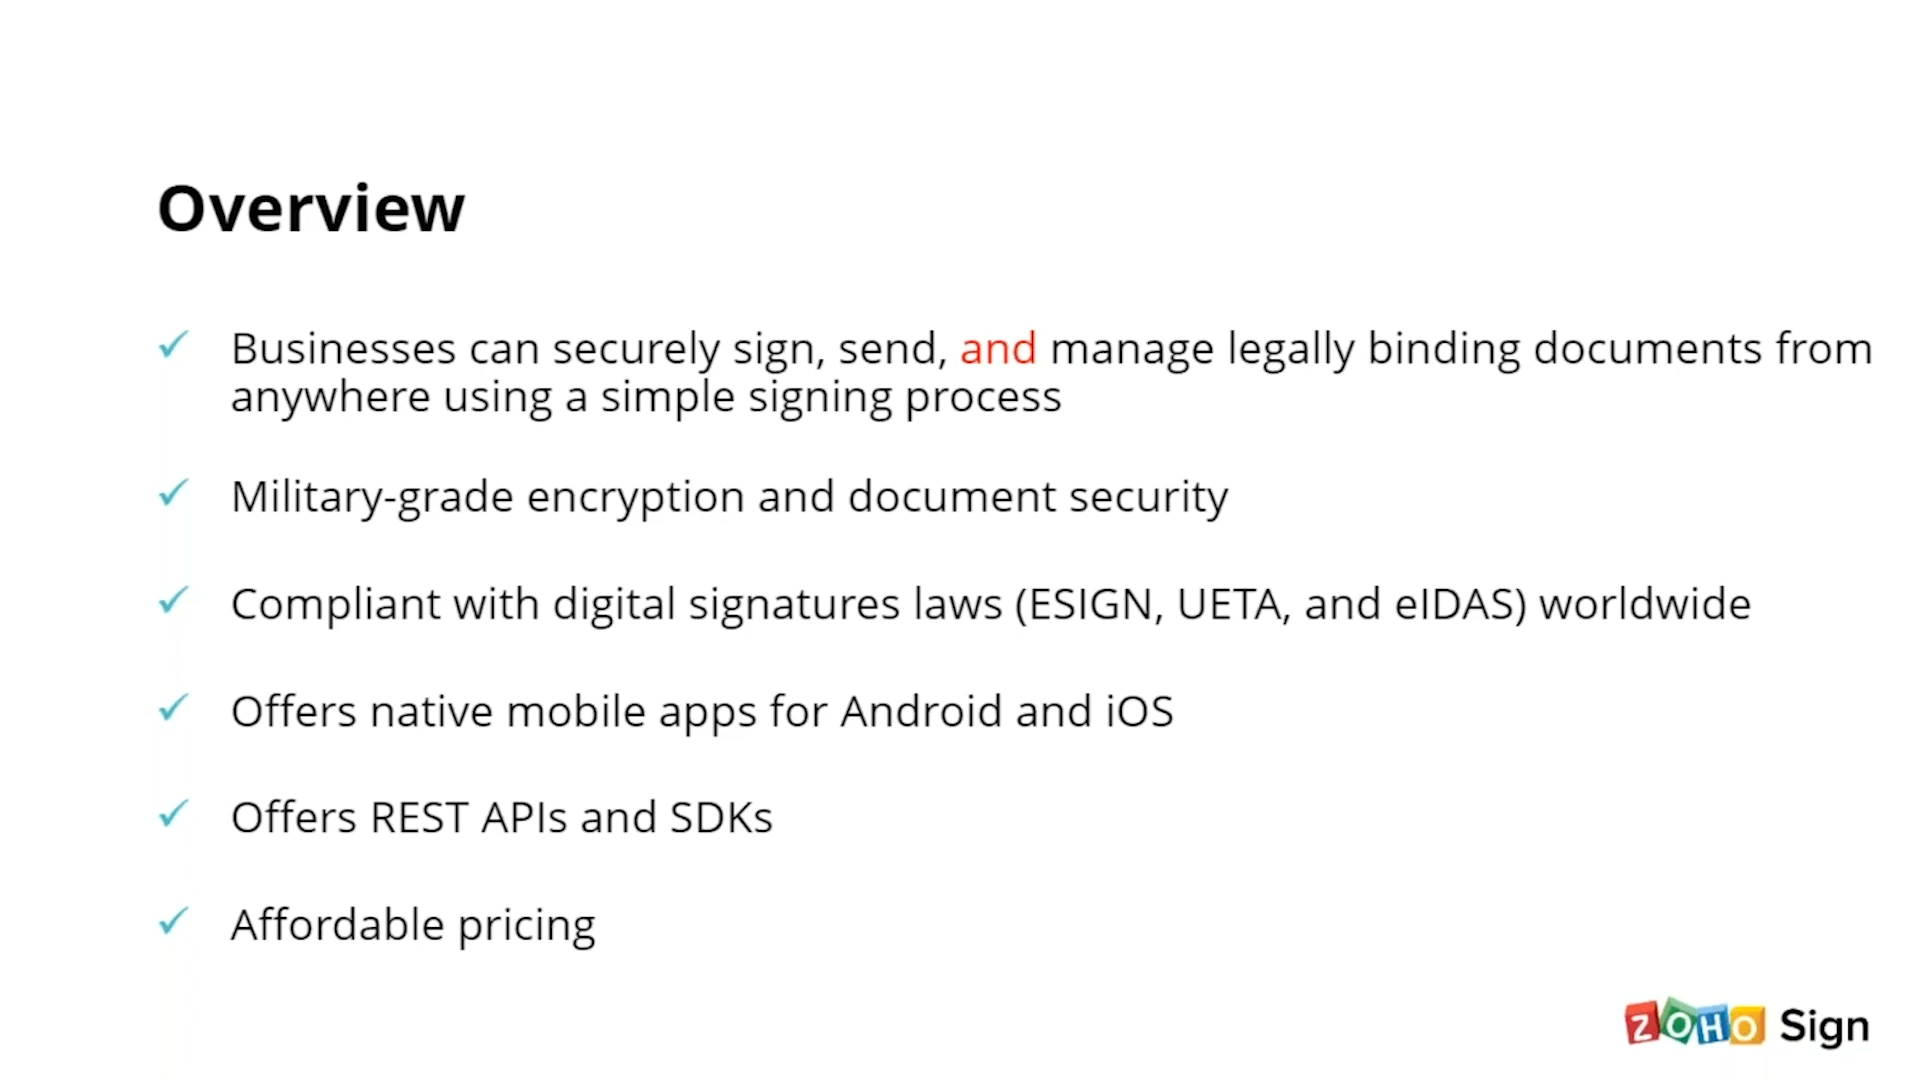 Overview
Businesses can securely sign, send, and manage legally binding documents from
anywhere using a simple signing process
Military-grade encryption and document security
Compliant with digital signatures laws (ESIGN, UETA, and eIDAS) worldwide
Offers native mobile apps for Android and iOS
Offers REST APIs and SDKs
Affordable pricing
ZOHO Sign